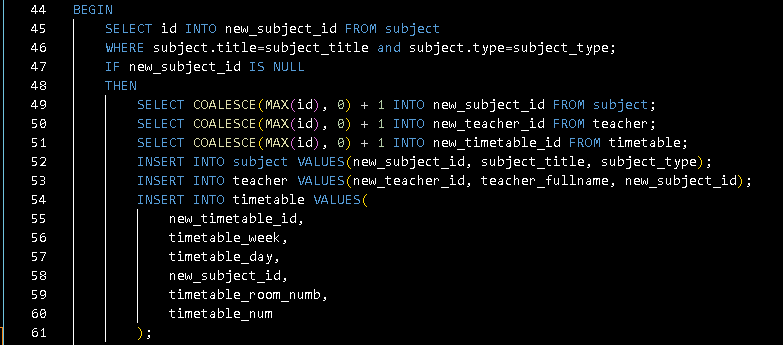 44 BEGIN
45 SELECT id INTO new_subject_id FROM subject
46 WHERE subject.title=subject_title and subject.type=subject_type;
47 IF new_subject_id IS NULL
48 THEN
49 SELECT COALESCE(MAX(id), 0) + 1 INTO new_subject_id FROM subject;
50 SELECT COALESCE(MAX(id), 0) + 1 INTO new_teacher_id FROM teacher;
51 SELECT COALESCE(MAX(id), 0) + 1 INTO new_timetable_id FROM timetable;
52 INSERT INTO subject VALUES(new_subject_id, subject_title, subject_type);
53 INSERT INTO teacher VALUES(new_teacher_id, teacher_fullname, new_subject_id);
54 INSERT INTO timetable VALUES(
55 new_timetable_id,
56 timetable_week,
57 timetable_day,
58 new_subject_id,
59 timetable_room_numb,
60 timetable_num
61 );